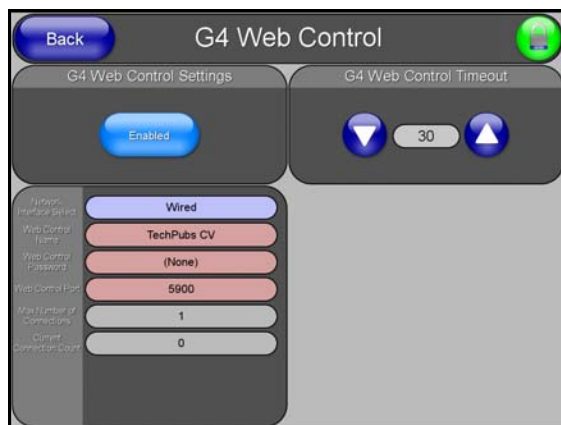 Back
G4 Web Control
G4 Web Control Settings
G4 Web Control Timeout
Enabled
30
Network
Interface Select
Wired
Web Control
Name
TechPubs CV
Web Control
Password
(None)
Web Control Port
5900
Max Number of
Connections
1
Current
Connection Count
0